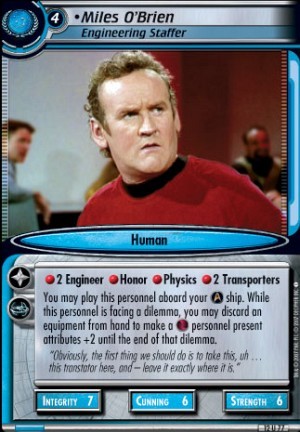 4
•Miles O'Brien
Engineering Staffer
Human
2 Engineer Honor Physics 2 Transporters
You may play this personnel aboard your ship. While
this personnel is facing a dilemma, you may discard an
equipment from hand to make a personnel present
attributes +2 until the end of that dilemma.
"Obviously, the first thing we should do is to take this, uh ...
this translator here, and – leave it exactly where it is."
Integrity 7 Cunning 6 Strength 6